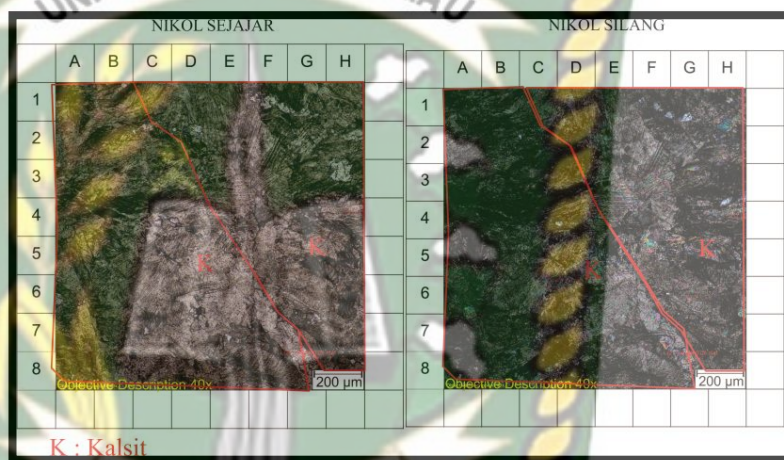 NIKOL SEJAJAR
NIKOL SILANG
A B C D E F G H
A B C D E F G H
1
2
3
4
5
6
7
8
1
2
3
4
5
6
7
8
K
K
K
K
Objective Description 40x
200 µm
Objective Description 40x
200 µm
K : Kalsit